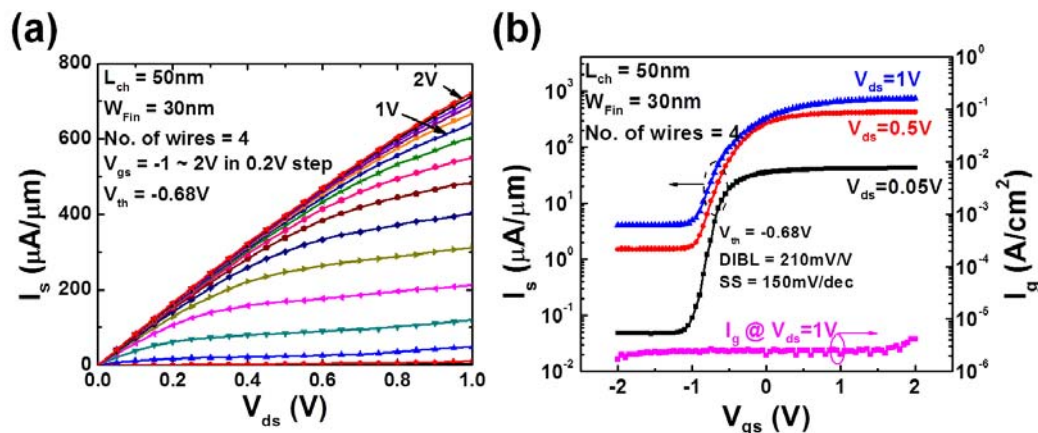 (a)
800
600
400
200
0
I_s (μA/μm)
L_ch = 50nm
W_Fin = 30nm
No. of wires = 4
V_gs = -1 ~ 2V in 0.2V step
V_th = -0.68V
2V
1V
0.0 0.2 0.4 0.6 0.8 1.0
V_ds (V)
(b)
10^3
10^2
10^1
10^0
10^-1
10^-2
I_s (μA/μm)
L_ch = 50nm
W_Fin = 30nm
No. of wires = 4
V_ds=1V
V_ds=0.5V
V_ds=0.05V
V_th = -0.68V
DIBL = 210mV/V
SS = 150mV/dec
I_g @ V_ds=1V
-2 -1 0 1 2
V_gs (V)
10^0
10^-1
10^-2
10^-3
10^-4
10^-5
10^-6
I_g (A/cm^2)